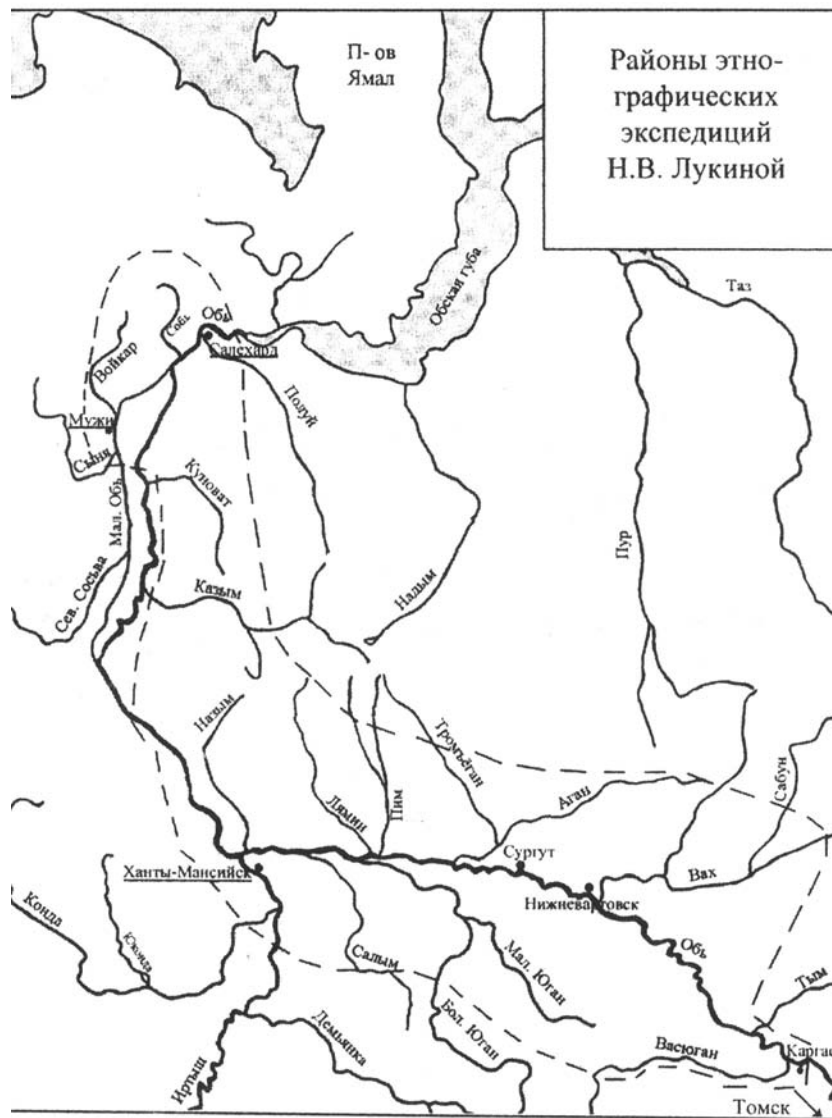 П- ов
Ямал
Районы этно-
графических
экспедиций
Н.В. Лукиной
Обская губа
Таз
Обь
Собь
Салехард
Войкар
Полуй
Мужи
Сыня
Куноват
Мал. Обь
Пур
Надым
Сев. Сосьва
Казым
Назым
Тромъёган
Сабун
Лямин
Пим
Аган
Сургут
Ханты-Мансийск
Вах
Нижневартовск
Конда
Обь
Мал. Юган
Салым
Тым
Бол. Юган
Демьянка
Васюган
Каргас
Иртыш
Томск